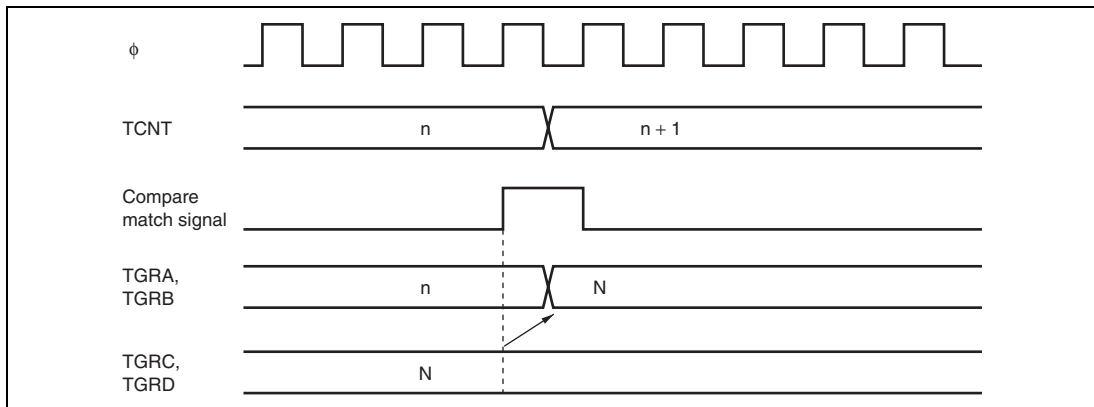 ϕ
TCNT
n
n + 1
Compare
match signal
TGRA,
TGRB
n
N
TGRC,
TGRD
N